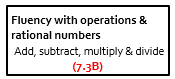 Fluency with operations &
rational numbers
Add, subtract, multiply & divide
(7.3B)